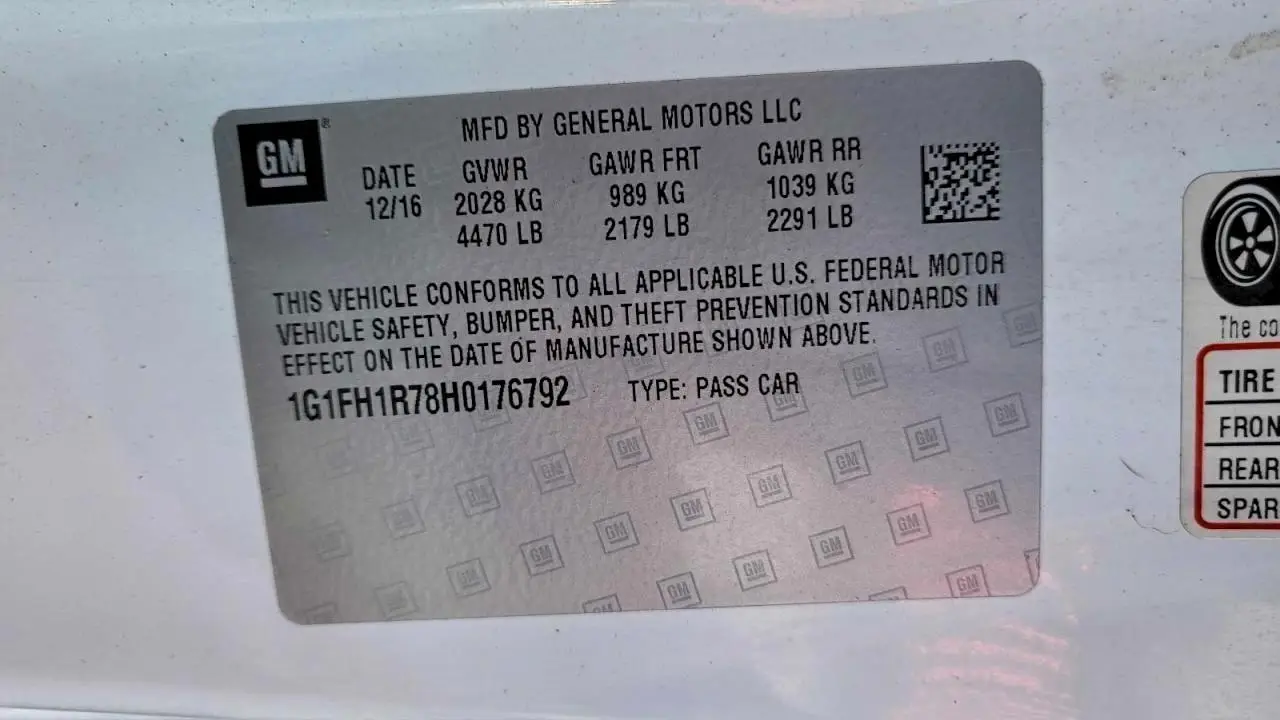 GM®
MFD BY GENERAL MOTORS LLC
DATE GVWR GAWR FRT GAWR RR
12/16 2028 KG 989 KG 1039 KG
4470 LB 2179 LB 2291 LB
THIS VEHICLE CONFORMS TO ALL APPLICABLE U.S. FEDERAL MOTOR
VEHICLE SAFETY, BUMPER, AND THEFT PREVENTION STANDARDS IN
EFFECT ON THE DATE OF MANUFACTURE SHOWN ABOVE.
1G1FH1R78H0176792 TYPE: PASS CAR
The co
TIRE
FRON
REAR
SPAR